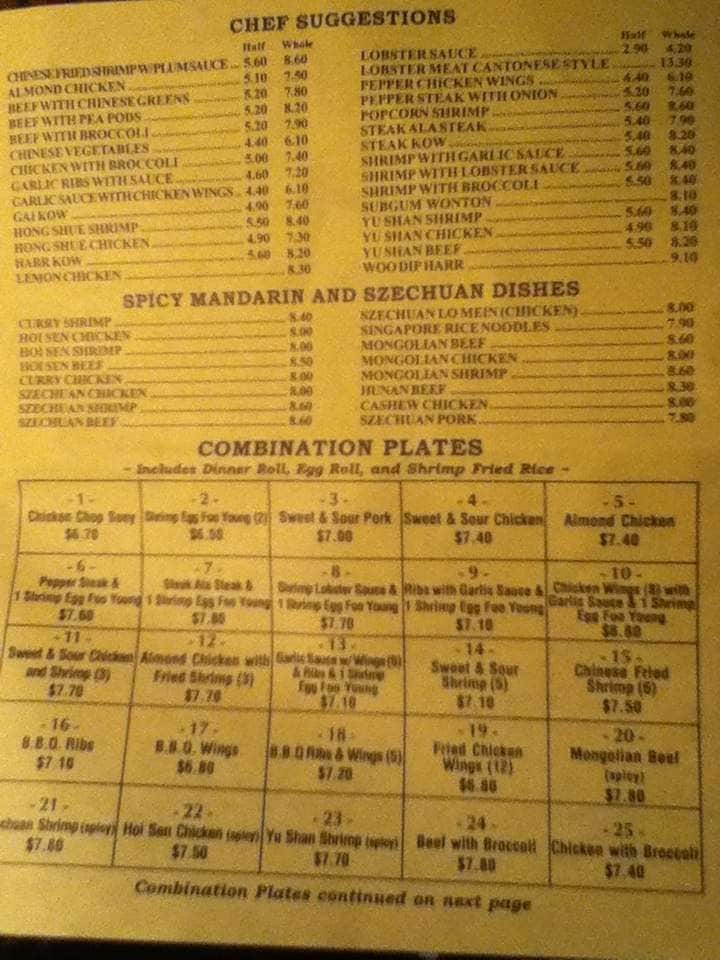 CHEF SUGGESTIONS
Half Whole
CHINESE FRIED SHRIMP W/PLUM SAUCE 5.60 8.60
ALMOND CHICKEN 5.10 7.50
BEEF WITH CHINESE GREENS 5.20 7.80
BEEF WITH PEA PODS 5.20 8.20
BEEF WITH BROCCOLI 5.20 7.90
CHINESE VEGETABLES 4.40 6.10
CHICKEN WITH BROCCOLI 5.00 7.40
GARLIC RIBS WITH SAUCE 4.60 7.20
GARLIC SAUCE WITH CHICKEN WINGS 4.40 6.10
GAI KOW 4.90 7.60
HONG SHUE SHRIMP 5.50 8.40
HONG SHUE CHICKEN 4.90 7.30
HARR KOW 5.60 8.20
LEMON CHICKEN 8.30
Half Whole
LOBSTER SAUCE 2.90 4.20
LOBSTER MEAT CANTONESE STYLE 13.30
PEPPER CHICKEN WINGS 4.40 6.10
PEPPER STEAK WITH ONION 5.20 7.60
POPCORN SHRIMP 5.60 8.60
STEAK ALA STEAK 5.40 7.90
STEAK KOW 5.40 8.20
SHRIMP WITH GARLIC SAUCE 5.60 8.40
SHRIMP WITH LOBSTER SAUCE 5.60 8.40
SHRIMP WITH BROCCOLI 5.50 8.40
SUBGUM WONTON 8.10
YU SHAN SHRIMP 5.60 8.40
YU SHAN CHICKEN 4.90 8.10
YU SHAN BEEF 5.50 8.20
WOO DIP HARR 9.10
SPICY MANDARIN AND SZECHUAN DISHES
CURRY SHRIMP 8.40
HOI SEN CHICKEN 8.00
HOI SEN SHRIMP 8.00
HOI SEN BEEF 8.50
CURRY CHICKEN 8.00
SZECHUAN CHICKEN 8.00
SZECHUAN SHRIMP 8.60
SZECHUAN BEEF 8.60
SZECHUAN LO MEIN (CHICKEN) 8.00
SINGAPORE RICE NOODLES 7.90
MONGOLIAN BEEF 8.60
MONGOLIAN CHICKEN 8.00
MONGOLIAN SHRIMP 8.60
HUNAN BEEF 8.30
CASHEW CHICKEN 8.00
SZECHUAN PORK 7.80
COMBINATION PLATES
~ Includes Dinner Roll, Egg Roll, and Shrimp Fried Rice ~
- 1 -
Chicken Chop Suey
$6.70
- 2 -
Shrimp Egg Foo Young (2)
$6.50
- 3 -
Sweet & Sour Pork
$7.00
- 4 -
Sweet & Sour Chicken
$7.40
- 5 -
Almond Chicken
$7.40
- 6 -
Pepper Steak &
1 Shrimp Egg Foo Young
$7.60
- 7 -
Steak Ala Steak &
1 Shrimp Egg Foo Young
$7.80
- 8 -
Shrimp Lobster Sauce &
1 Shrimp Egg Foo Young
$7.70
- 9 -
Ribs with Garlic Sauce &
1 Shrimp Egg Foo Young
$7.10
- 10 -
Chicken Wings (8) with
Garlic Sauce & 1 Shrimp
Egg Foo Young
$6.80
- 11 -
Sweet & Sour Chicken
and Shrimp (3)
$7.70
- 12 -
Almond Chicken with
Fried Shrimp (3)
$7.70
- 13 -
Garlic Sauce w/Wings (5)
& Ribs & 1 Shrimp
Egg Foo Young
$7.10
- 14 -
Sweet & Sour
Shrimp (5)
$7.10
- 15 -
Chinese Fried
Shrimp (6)
$7.50
- 16 -
B.B.Q. Ribs
$7.10
- 17 -
B.B.Q. Wings
$6.80
- 18 -
B.B.Q Ribs & Wings (5)
$7.20
- 19 -
Fried Chicken
Wings (12)
$6.80
- 20 -
Mongolian Beef
(spicy)
$7.80
- 21 -
chuan Shrimp (spicy)
$7.80
- 22 -
Hoi Sen Chicken (spicy)
$7.50
- 23 -
Yu Shan Shrimp (spicy)
$7.70
- 24 -
Beef with Broccoli
$7.80
- 25 -
Chicken with Broccoli
$7.40
Combination Plates continued on next page